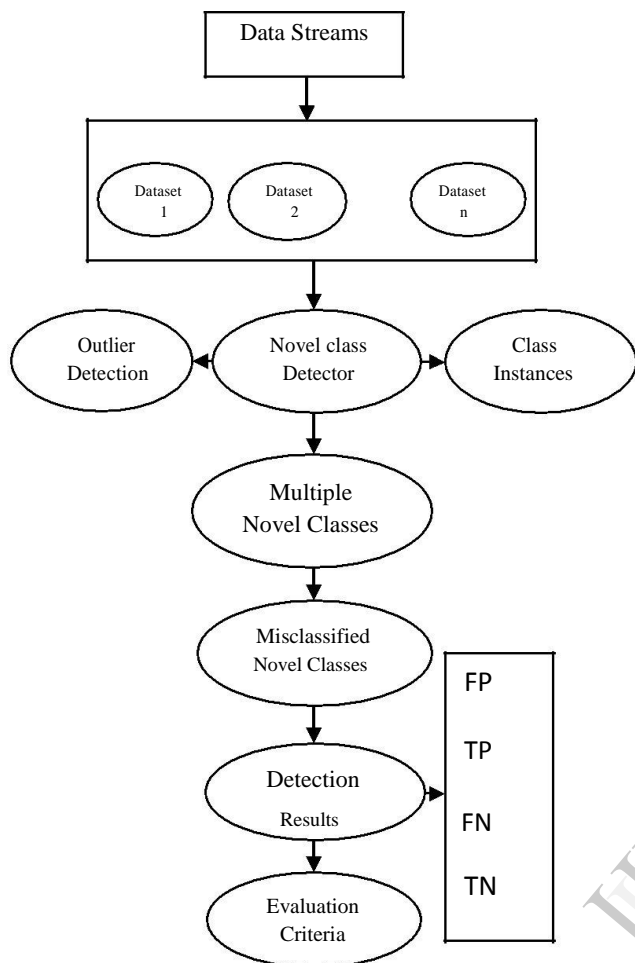 Data Streams
Dataset
1
Dataset
2
Dataset
n
Outlier
Detection
Novel class
Detector
Class
Instances
Multiple
Novel Classes
Misclassified
Novel Classes
FP
TP
Detection
Results
FN
TN
Evaluation
Criteria